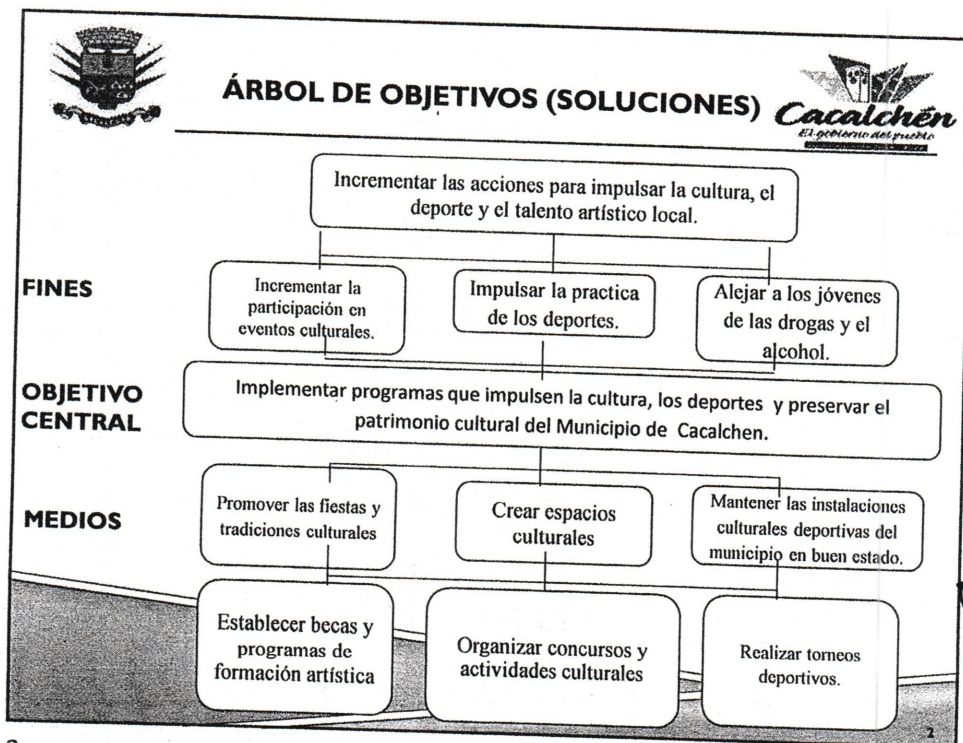 ÁRBOL DE OBJETIVOS (SOLUCIONES)
Cacalchén
El gobierno del pueblo
Incrementar las acciones para impulsar la cultura, el
deporte y el talento artístico local.
FINES
Incrementar la
participación en
eventos culturales.
Impulsar la practica
de los deportes.
Alejar a los jóvenes
de las drogas y el
alcohol.
OBJETIVO
CENTRAL
Implementar programas que impulsen la cultura, los deportes y preservar el
patrimonio cultural del Municipio de Cacalchen.
MEDIOS
Promover las fiestas y
tradiciones culturales
Crear espacios
culturales
Mantener las instalaciones
culturales deportivas del
municipio en buen estado.
Establecer becas y
programas de
formación artística
Organizar concursos y
actividades culturales
Realizar torneos
deportivos.
2